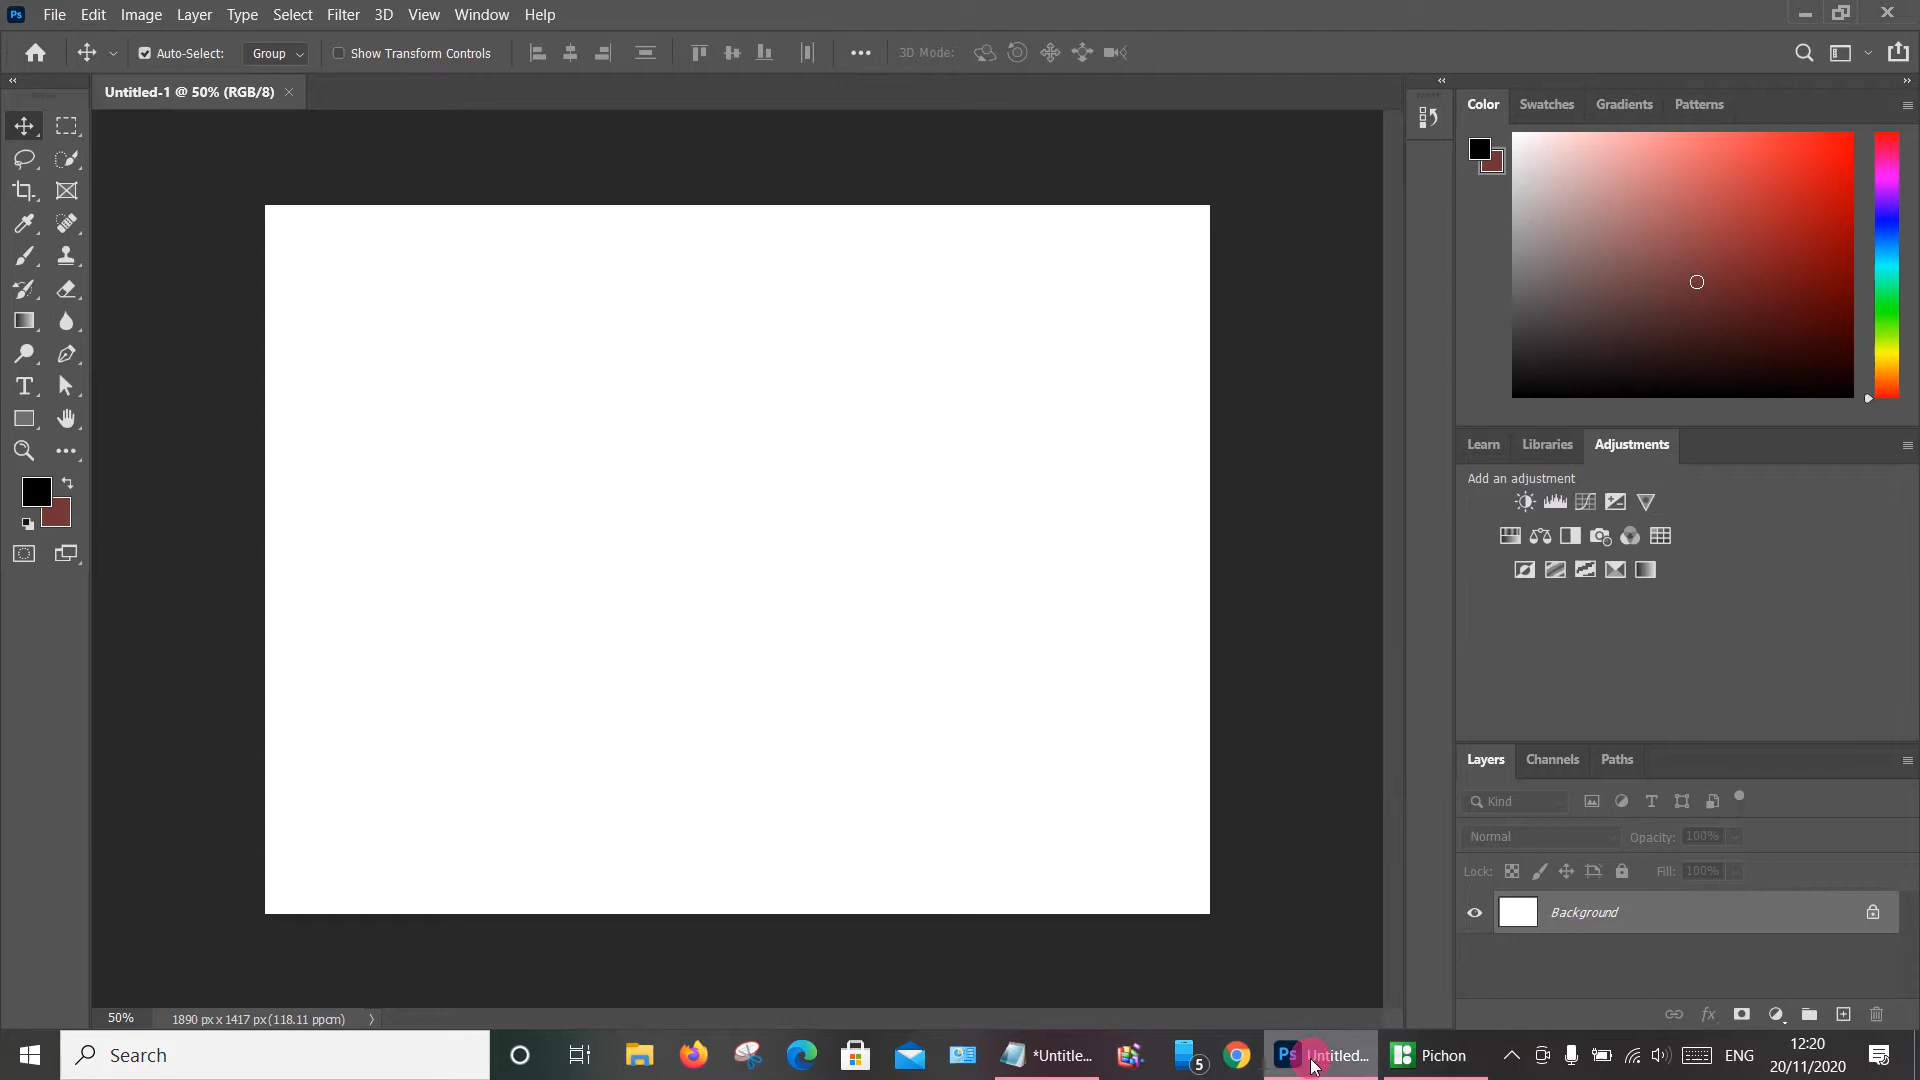 Ps File Edit Image Layer Type Select Filter 3D View Window Help
Auto-Select: Group Show Transform Controls 3D Mode:
Untitled-1 @ 50% (RGB/8)
Color Swatches Gradients Patterns
Learn Libraries Adjustments
Add an adjustment
Layers Channels Paths
Kind
Normal Opacity: 100%
Lock: Fill: 100%
Background
50% 1890 px x 1417 px (118.11 ppcm)
Search *Untitle... 5 Ps Untitled... Pichon ENG 12:20
20/11/2020